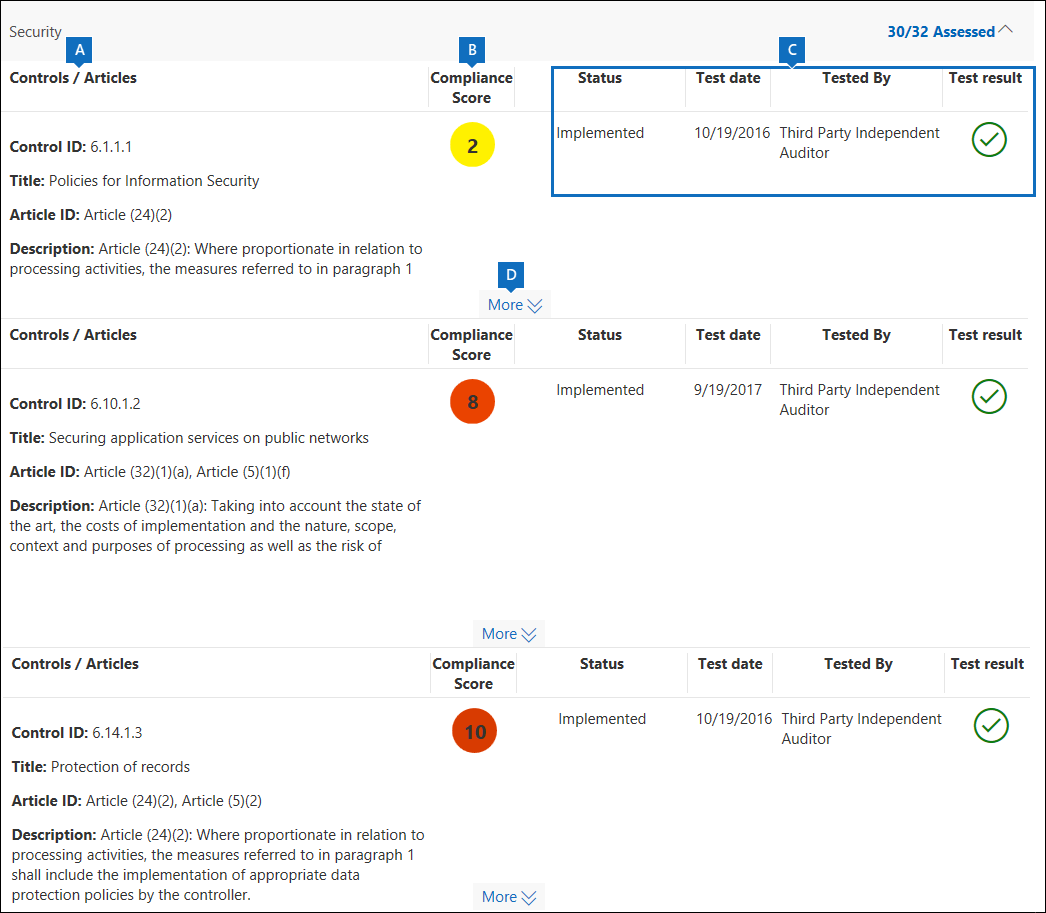 Security
30/32 Assessed
A
B
C
Controls / Articles
Compliance
Score
Status
Test date
Tested By
Test result
Control ID: 6.1.1.1
2
Implemented
10/19/2016
Third Party Independent
Auditor
Title: Policies for Information Security
Article ID: Article (24)(2)
Description: Article (24)(2): Where proportionate in relation to
processing activities, the measures referred to in paragraph 1
D
More
Controls / Articles
Compliance
Score
Status
Test date
Tested By
Test result
Control ID: 6.10.1.2
8
Implemented
9/19/2017
Third Party Independent
Auditor
Title: Securing application services on public networks
Article ID: Article (32)(1)(a), Article (5)(1)(f)
Description: Article (32)(1)(a): Taking into account the state of
the art, the costs of implementation and the nature, scope,
context and purposes of processing as well as the risk of
More
Controls / Articles
Compliance
Score
Status
Test date
Tested By
Test result
Control ID: 6.14.1.3
10
Implemented
10/19/2016
Third Party Independent
Auditor
Title: Protection of records
Article ID: Article (24)(2), Article (5)(2)
Description: Article (24)(2): Where proportionate in relation to
processing activities, the measures referred to in paragraph 1
shall include the implementation of appropriate data
protection policies by the controller.
More